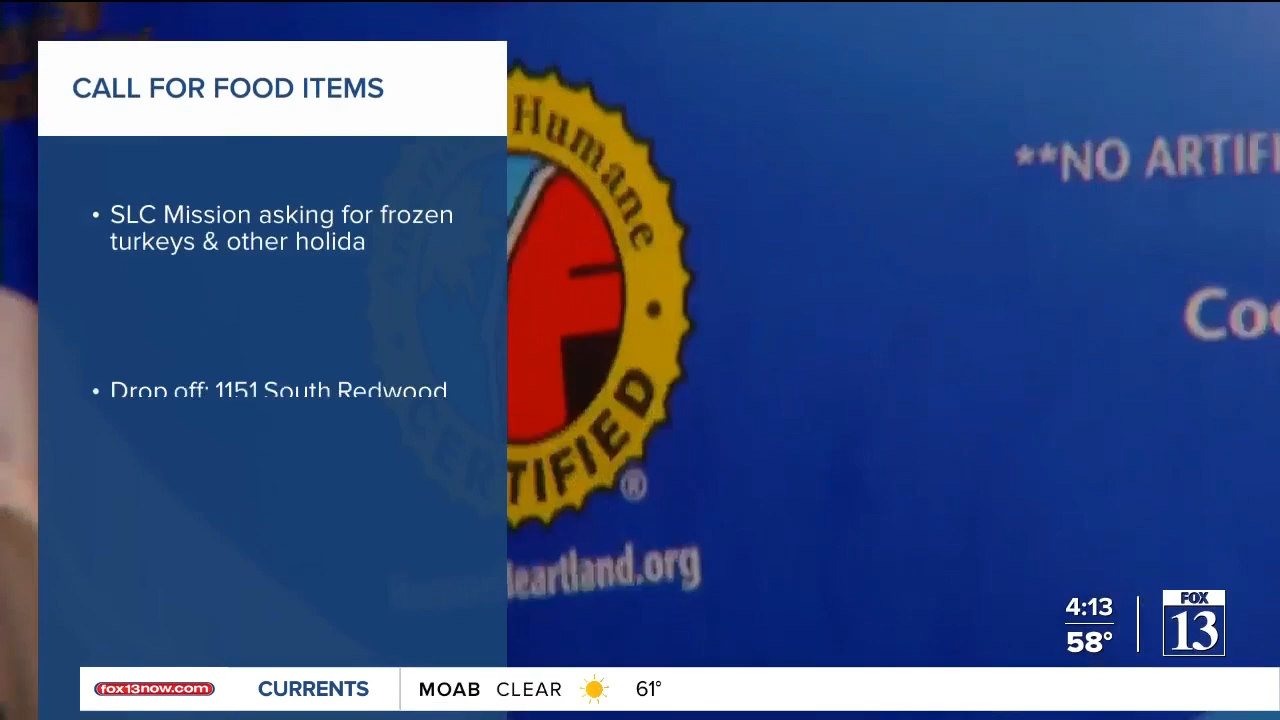 CALL FOR FOOD ITEMS
• SLC Mission asking for frozen
turkeys & other holida
• Drop off: 1151 South Redwood
Humane
CERTIFIED
®
eartland.org
**NO ARTIF
Co
4:13
58°
FOX
13
fox13now.com
CURRENTS
MOAB CLEAR 61°